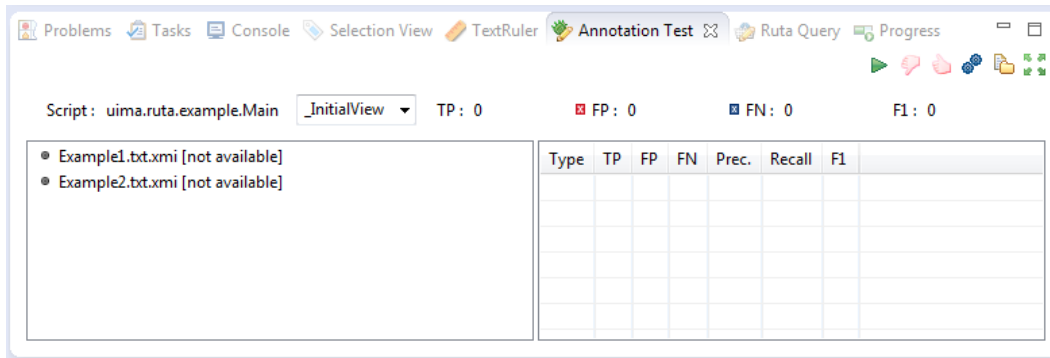 Problems Tasks Console Selection View TextRuler Annotation Test Ruta Query Progress
Script : uima.ruta.example.Main _InitialView TP : 0 FP : 0 FN : 0 F1 : 0
Example1.txt.xmi [not available]
Example2.txt.xmi [not available]
Type TP FP FN Prec. Recall F1